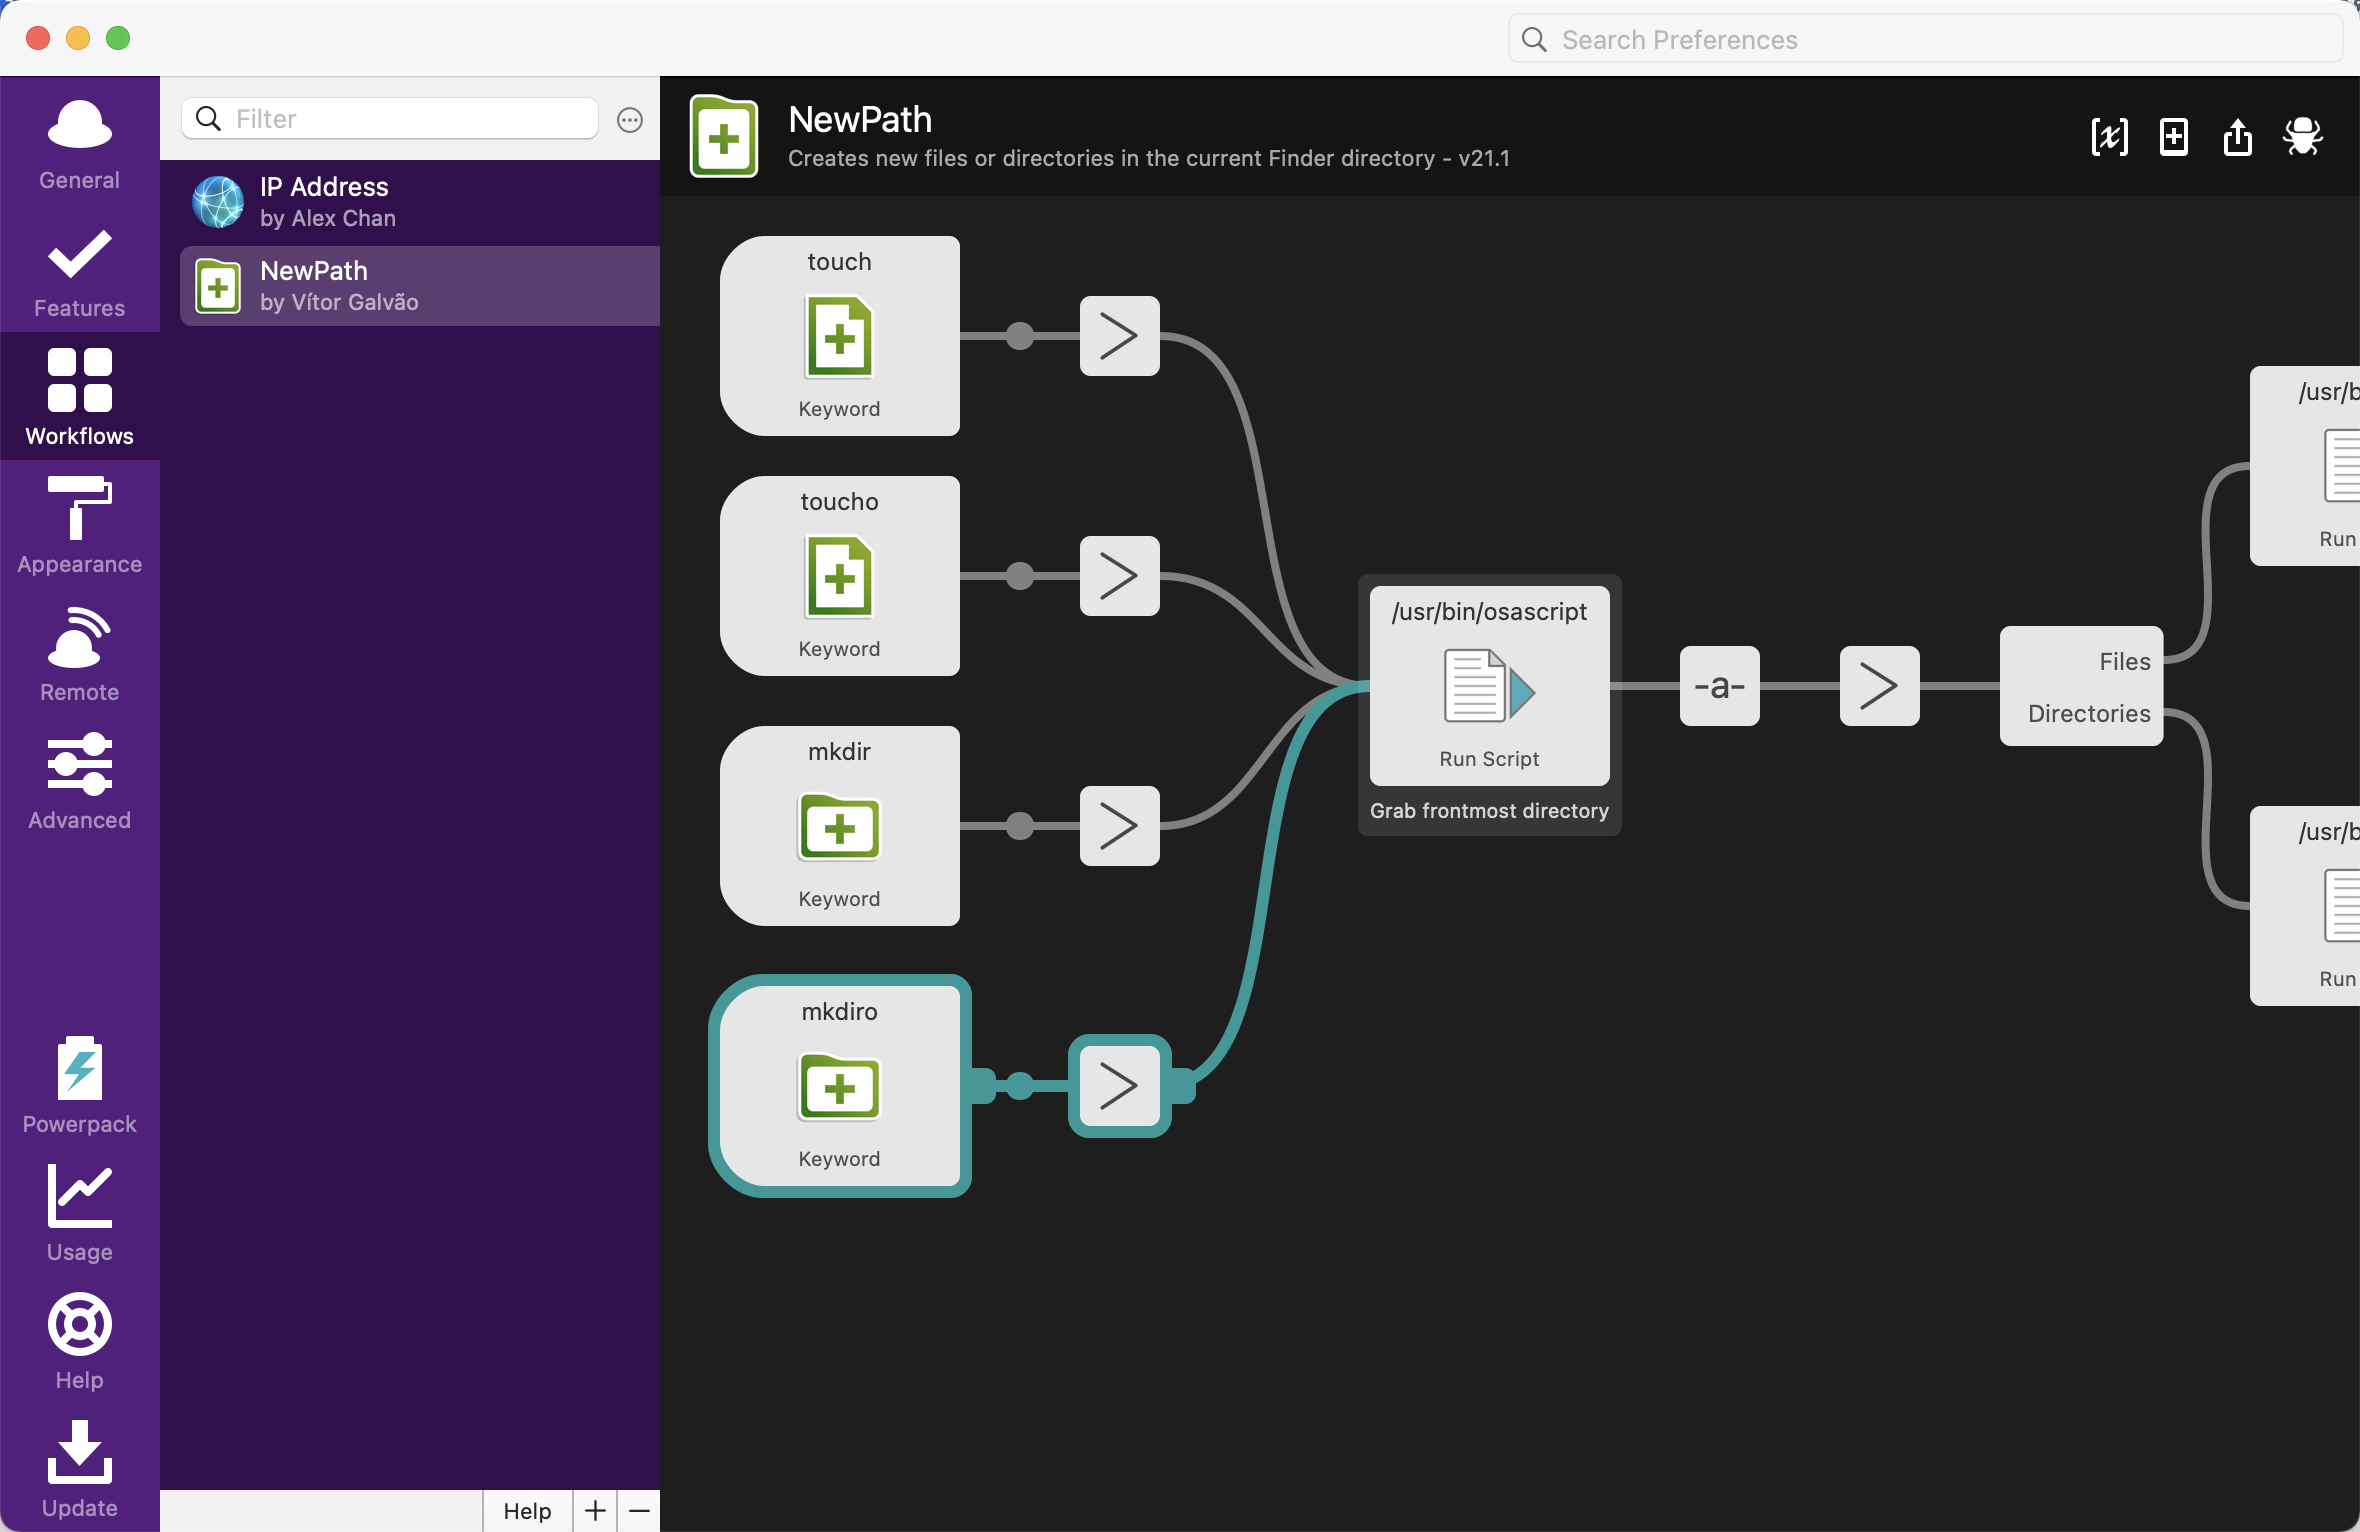 Search Preferences
General
Features
Workflows
Appearance
Remote
Advanced
Powerpack
Usage
Help
Update
Filter
IP Address
by Alex Chan
NewPath
by Vítor Galvão
Help
NewPath
Creates new files or directories in the current Finder directory - v21.1
touch
Keyword
toucho
Keyword
mkdir
Keyword
mkdiro
Keyword
/usr/bin/osascript
Run Script
Grab frontmost directory
-a-
Files
Directories
/usr/b
Run
/usr/b
Run